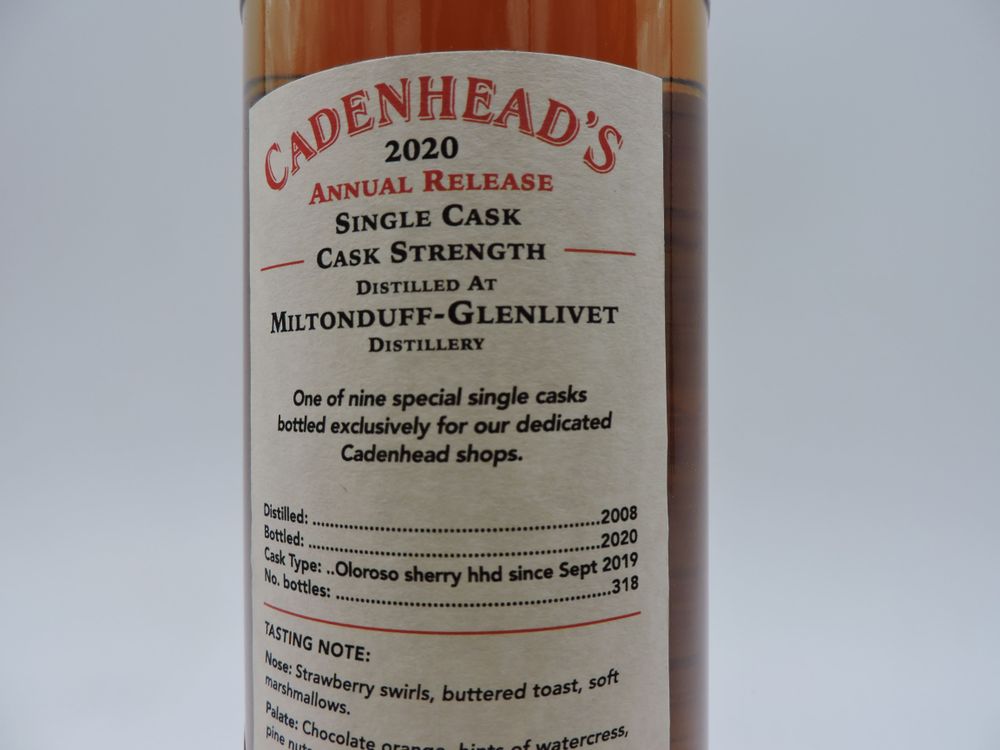 CADENHEAD'S
2020
ANNUAL RELEASE
SINGLE CASK
CASK STRENGTH
DISTILLED AT
MILTONDUFF-GLENLIVET
DISTILLERY
One of nine special single casks
bottled exclusively for our dedicated
Cadenhead shops.
Distilled: ..........................................................2008
Bottled: ...........................................................2020
Cask Type: ..Oloroso sherry hhd since Sept 2019
No. bottles: .......................................................318
TASTING NOTE:
Nose: Strawberry swirls, buttered toast, soft
marshmallows.
Palate: Chocolate orange, hints of watercress,
pine